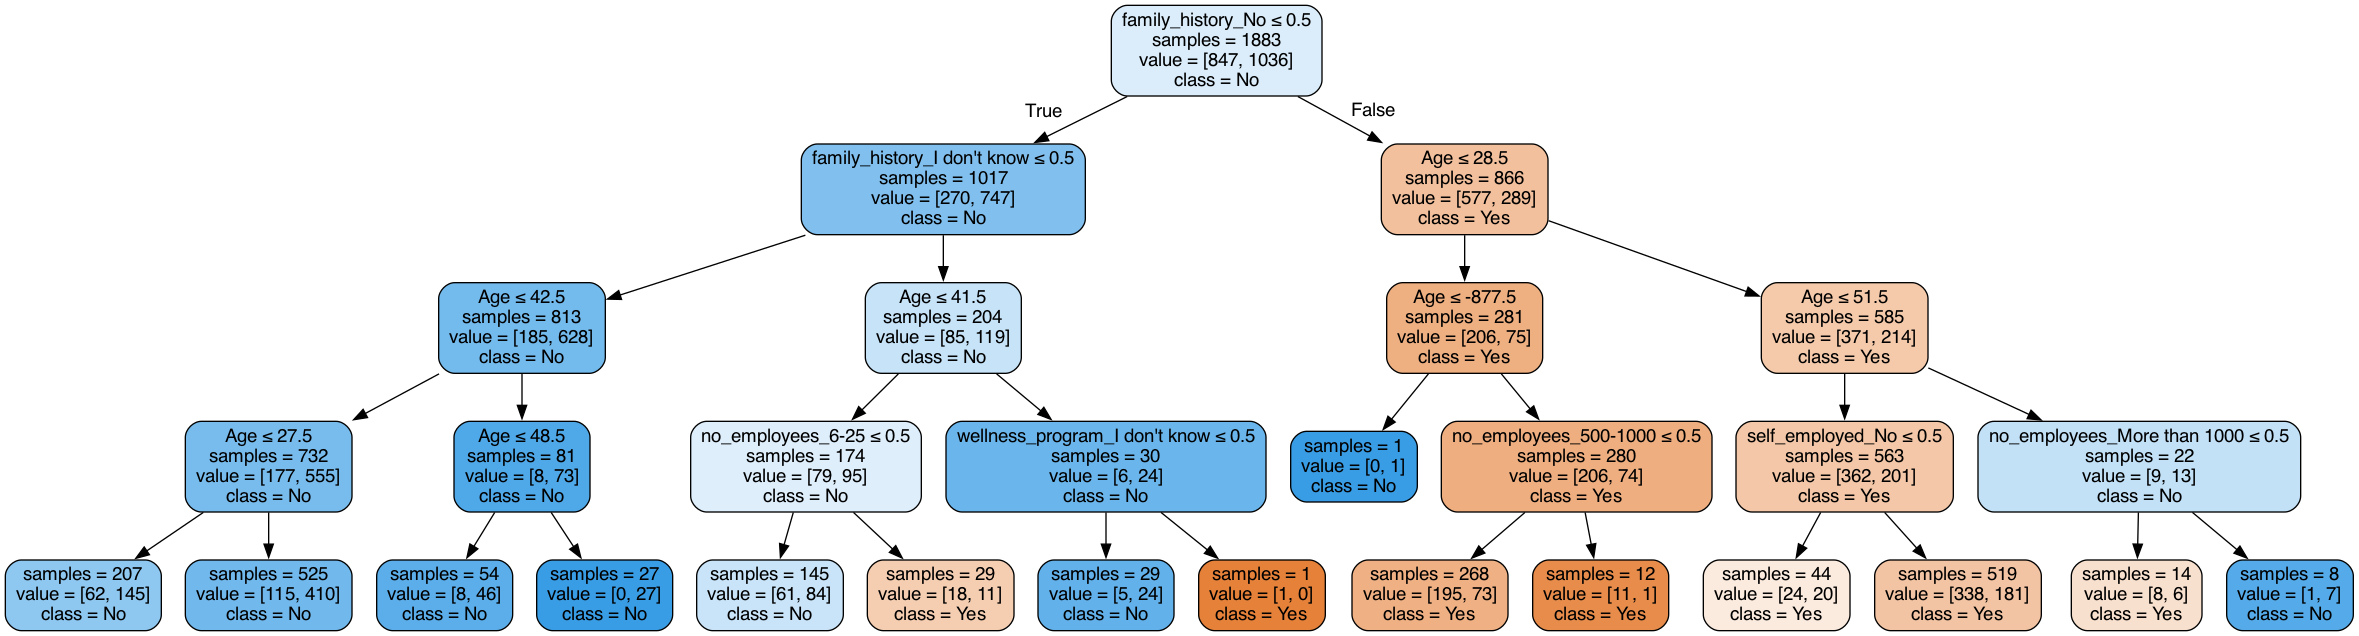 family_history_No ≤ 0.5
samples = 1883
value = [847, 1036]
class = No
True
False
family_history_I don't know ≤ 0.5
samples = 1017
value = [270, 747]
class = No
Age ≤ 28.5
samples = 866
value = [577, 289]
class = Yes
Age ≤ 42.5
samples = 813
value = [185, 628]
class = No
Age ≤ 41.5
samples = 204
value = [85, 119]
class = No
Age ≤ -877.5
samples = 281
value = [206, 75]
class = Yes
Age ≤ 51.5
samples = 585
value = [371, 214]
class = Yes
Age ≤ 27.5
samples = 732
value = [177, 555]
class = No
Age ≤ 48.5
samples = 81
value = [8, 73]
class = No
no_employees_6-25 ≤ 0.5
samples = 174
value = [79, 95]
class = No
wellness_program_I don't know ≤ 0.5
samples = 30
value = [6, 24]
class = No
samples = 1
value = [0, 1]
class = No
no_employees_500-1000 ≤ 0.5
samples = 280
value = [206, 74]
class = Yes
self_employed_No ≤ 0.5
samples = 563
value = [362, 201]
class = Yes
no_employees_More than 1000 ≤ 0.5
samples = 22
value = [9, 13]
class = No
samples = 207
value = [62, 145]
class = No
samples = 525
value = [115, 410]
class = No
samples = 54
value = [8, 46]
class = No
samples = 27
value = [0, 27]
class = No
samples = 145
value = [61, 84]
class = No
samples = 29
value = [18, 11]
class = Yes
samples = 29
value = [5, 24]
class = No
samples = 1
value = [1, 0]
class = Yes
samples = 268
value = [195, 73]
class = Yes
samples = 12
value = [11, 1]
class = Yes
samples = 44
value = [24, 20]
class = Yes
samples = 519
value = [338, 181]
class = Yes
samples = 14
value = [8, 6]
class = Yes
samples = 8
value = [1, 7]
class = No